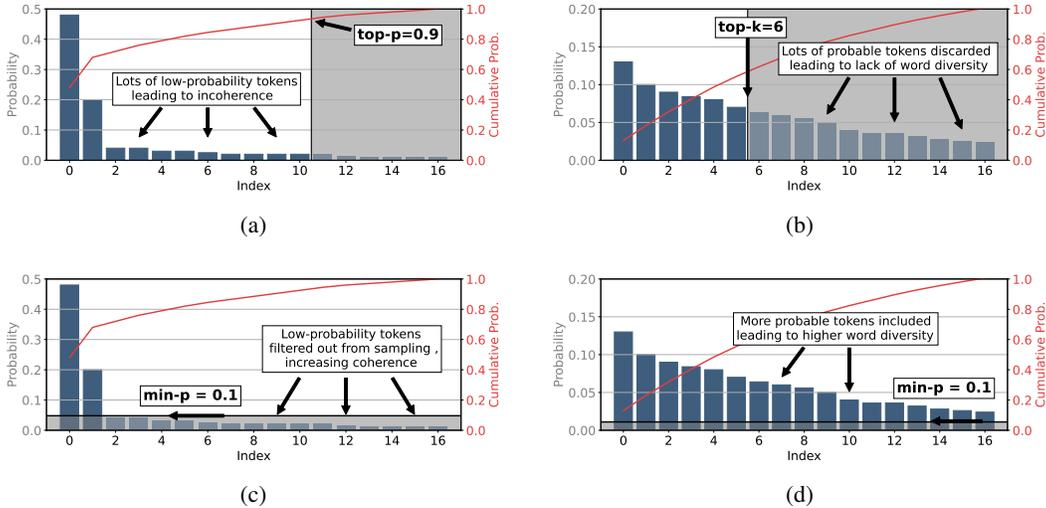 0.5
0.4
0.3
0.2
0.1
0.0
Probability
top-p=0.9
Lots of low-probability tokens
leading to incoherence
1.0
0.8
0.6
0.4
0.2
0.0
Cumulative Prob.
0 2 4 6 8 10 12 14 16
Index
(a)
0.20
0.15
0.10
0.05
0.00
Probability
top-k=6
Lots of probable tokens discarded
leading to lack of word diversity
1.0
0.8
0.6
0.4
0.2
0.0
Cumulative Prob.
0 2 4 6 8 10 12 14 16
Index
(b)
0.5
0.4
0.3
0.2
0.1
0.0
Probability
Low-probability tokens
filtered out from sampling ,
increasing coherence
min-p = 0.1
1.0
0.8
0.6
0.4
0.2
0.0
Cumulative Prob.
0 2 4 6 8 10 12 14 16
Index
(c)
0.20
0.15
0.10
0.05
0.00
Probability
More probable tokens included
leading to higher word diversity
min-p = 0.1
1.0
0.8
0.6
0.4
0.2
0.0
Cumulative Prob.
0 2 4 6 8 10 12 14 16
Index
(d)